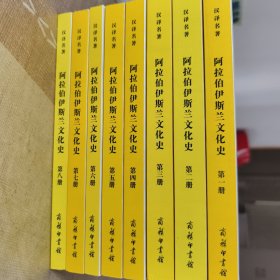 汉译名著
阿拉伯伊斯兰文化史
第八册
商务印书馆
汉译名著
阿拉伯伊斯兰文化史
第七册
商务印书馆
汉译名著
阿拉伯伊斯兰文化史
第六册
商务印书馆
汉译名著
阿拉伯伊斯兰文化史
第五册
商务印书馆
汉译名著
阿拉伯伊斯兰文化史
第四册
商务印书馆
汉译名著
阿拉伯伊斯兰文化史
第三册
商务印书馆
汉译名著
阿拉伯伊斯兰文化史
第二册
商务印书馆
汉译名著
阿拉伯伊斯兰文化史
第一册
商务印书馆